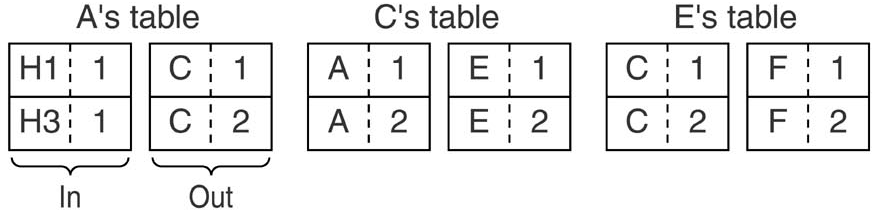 A's table C's table E's table
H1 1 C 1 A 1 E 1 C 1 F 1
H3 1 C 2 A 2 E 2 C 2 F 2
In Out